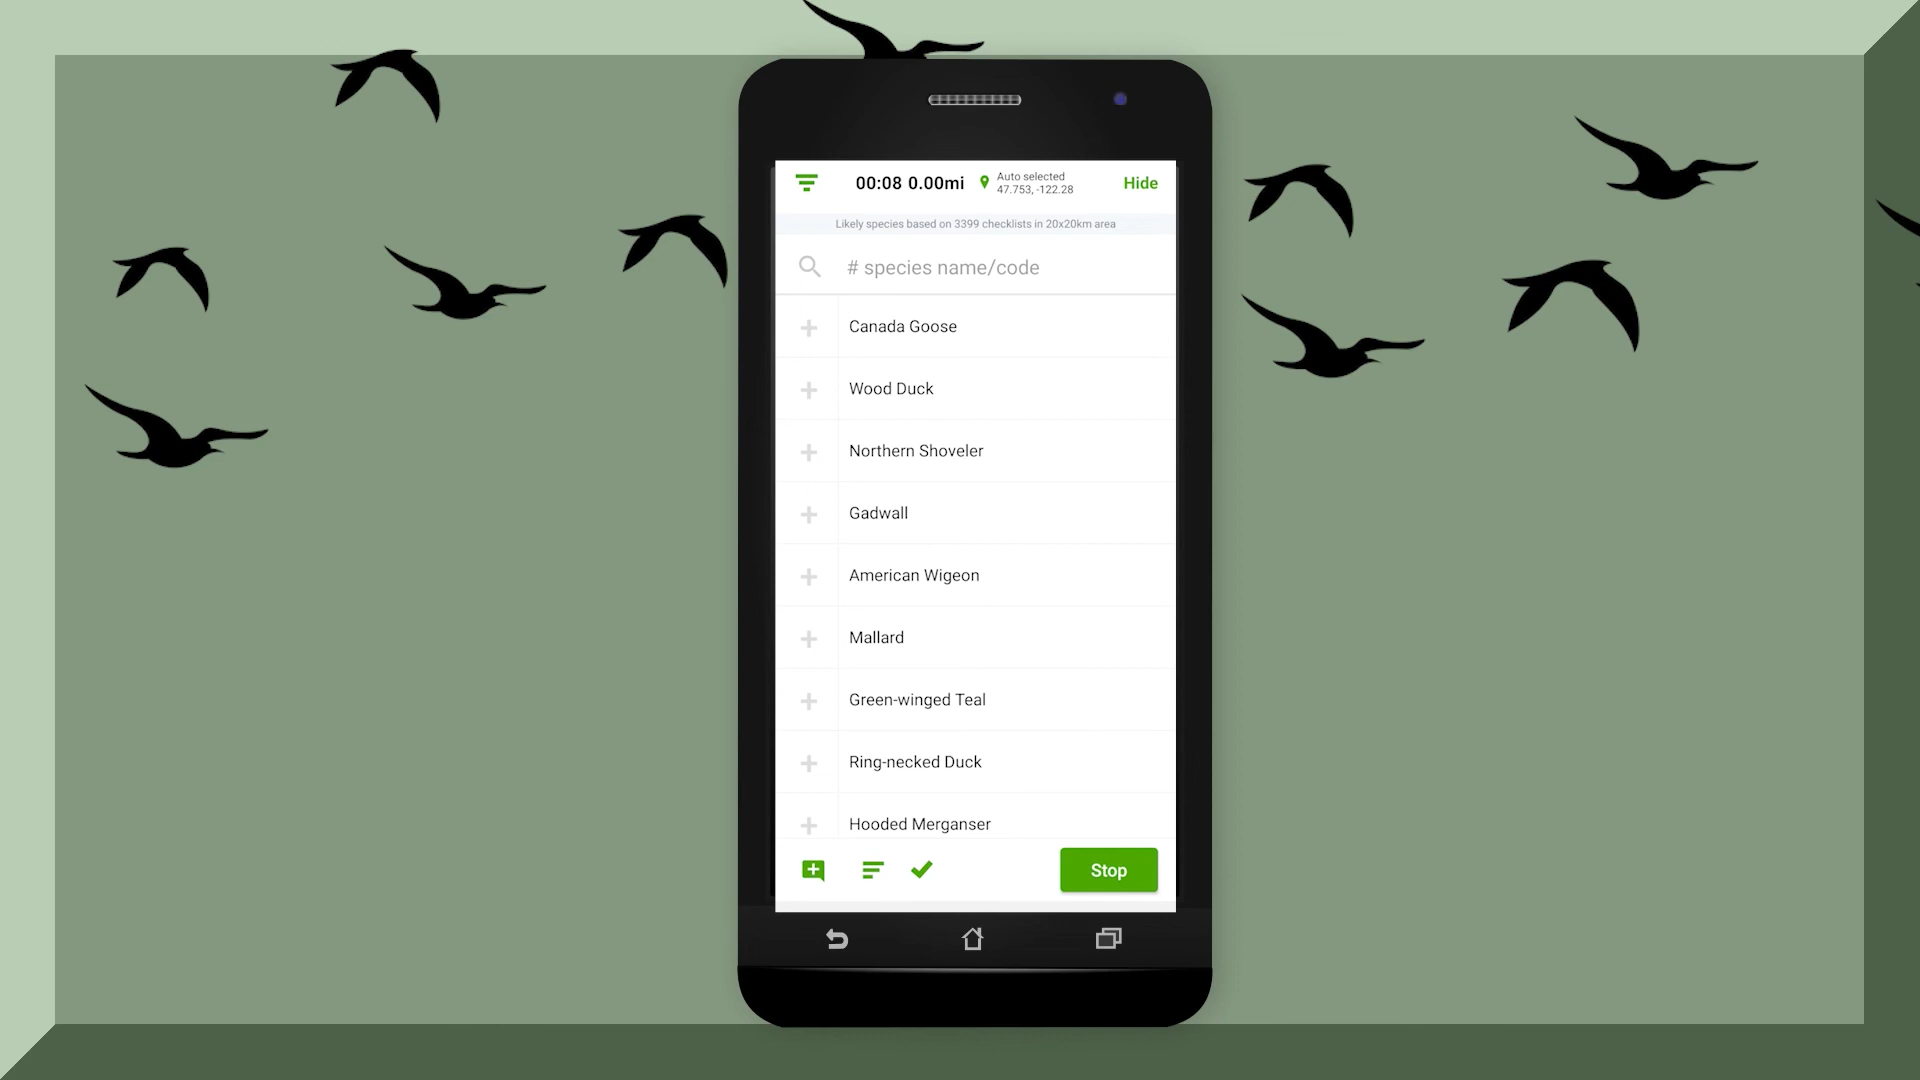 00:08 0.00mi
Auto selected
47.753, -122.28
Hide
Likely species based on 3399 checklists in 20x20km area
# species name/code
Canada Goose
Wood Duck
Northern Shoveler
Gadwall
American Wigeon
Mallard
Green-winged Teal
Ring-necked Duck
Hooded Merganser
Stop